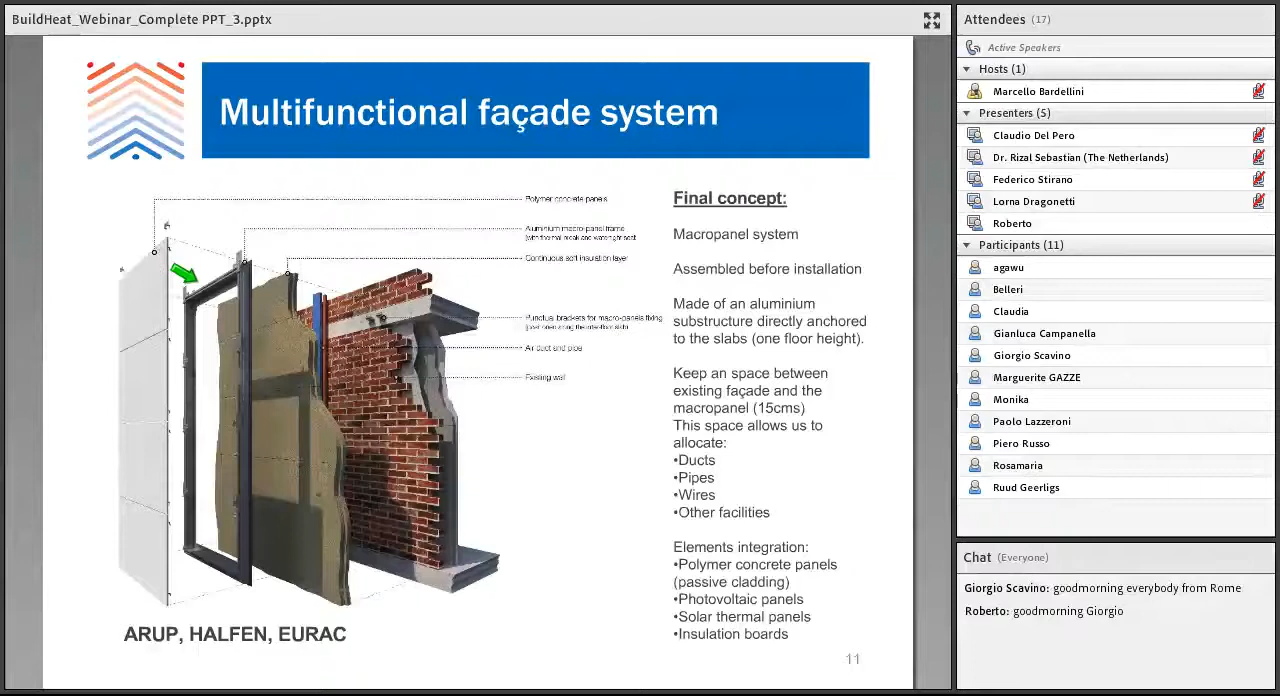 BuildHeat_Webinar_Complete PPT_3.pptx
Multifunctional façade system
Polymer concrete panels
Aluminium macro-panel frame
Continuous soft insulation layer
Punctual brackets for macro-panels fixing
Air duct and pipe
Existing wall
ARUP, HALFEN, EURAC
Final concept:
Macropanel system
Assembled before installation
Made of an aluminium
substructure directly anchored
to the slabs (one floor height).
Keep an space between
existing façade and the
macropanel (15cms)
This space allows us to
allocate:
•Ducts
•Pipes
•Wires
•Other facilities
Elements integration:
•Polymer concrete panels
(passive cladding)
•Photovoltaic panels
•Solar thermal panels
•Insulation boards
11
Attendees (17)
Active Speakers
Hosts (1)
Marcello Bardellini
Presenters (5)
Claudio Del Pero
Dr. Rizal Sebastian (The Netherlands)
Federico Stirano
Lorna Dragonetti
Roberto
Participants (11)
agawu
Belleri
Claudia
Gianluca Campanella
Giorgio Scavino
Marguerite GAZZE
Monika
Paolo Lazzeroni
Piero Russo
Rosamaria
Ruud Geerligs
Chat (Everyone)
Giorgio Scavino: goodmorning everybody from Rome
Roberto: goodmorning Giorgio